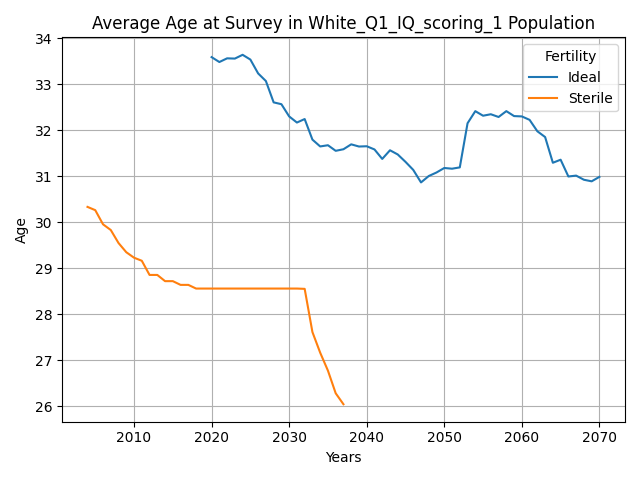 Average Age at Survey in White_Q1_IQ_scoring_1 Population
Fertility
Ideal
Sterile
Age
34
33
32
31
30
29
28
27
26
2010
2020
2030
2040
2050
2060
2070
Years